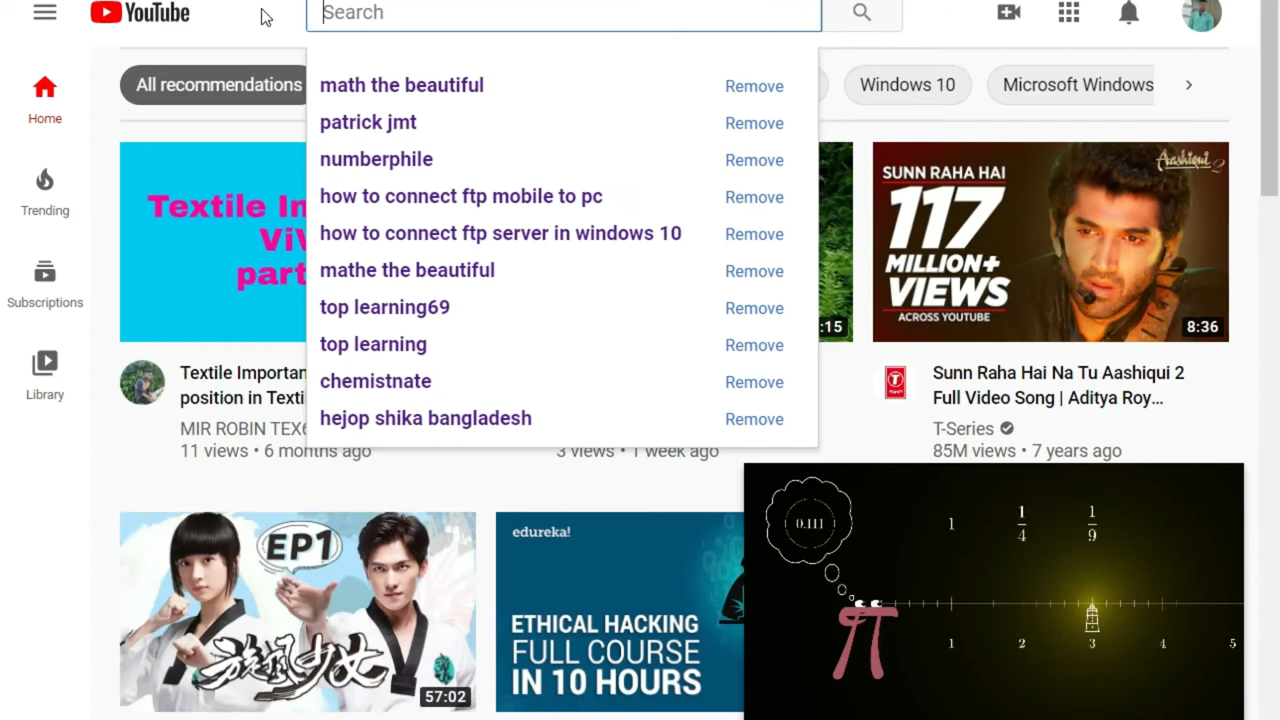 YouTube
Search
Home
Trending
Subscriptions
Library
All recommendations
Windows 10
Microsoft Windows
math the beautiful Remove
patrick jmt Remove
numberphile Remove
how to connect ftp mobile to pc Remove
how to connect ftp server in windows 10 Remove
mathe the beautiful Remove
top learning69 Remove
top learning Remove
chemistnate Remove
hejop shika bangladesh Remove
Textile Im
ViV
part
Textile Importan
position in Texti
MIR ROBIN TEX
11 views • 6 months ago
:15
3 views • 1 week ago
Aashiqui 2
SUNN RAHA HAI
117
MILLION+
VIEWS
ACROSS YOUTUBE
8:36
Sunn Raha Hai Na Tu Aashiqui 2
Full Video Song | Aditya Roy...
T-Series
85M views • 7 years ago
EP1
旋风少女
57:02
edureka!
ETHICAL HACKING
FULL COURSE
IN 10 HOURS
0.111
1 1/4 1/9
1 2 3 4 5